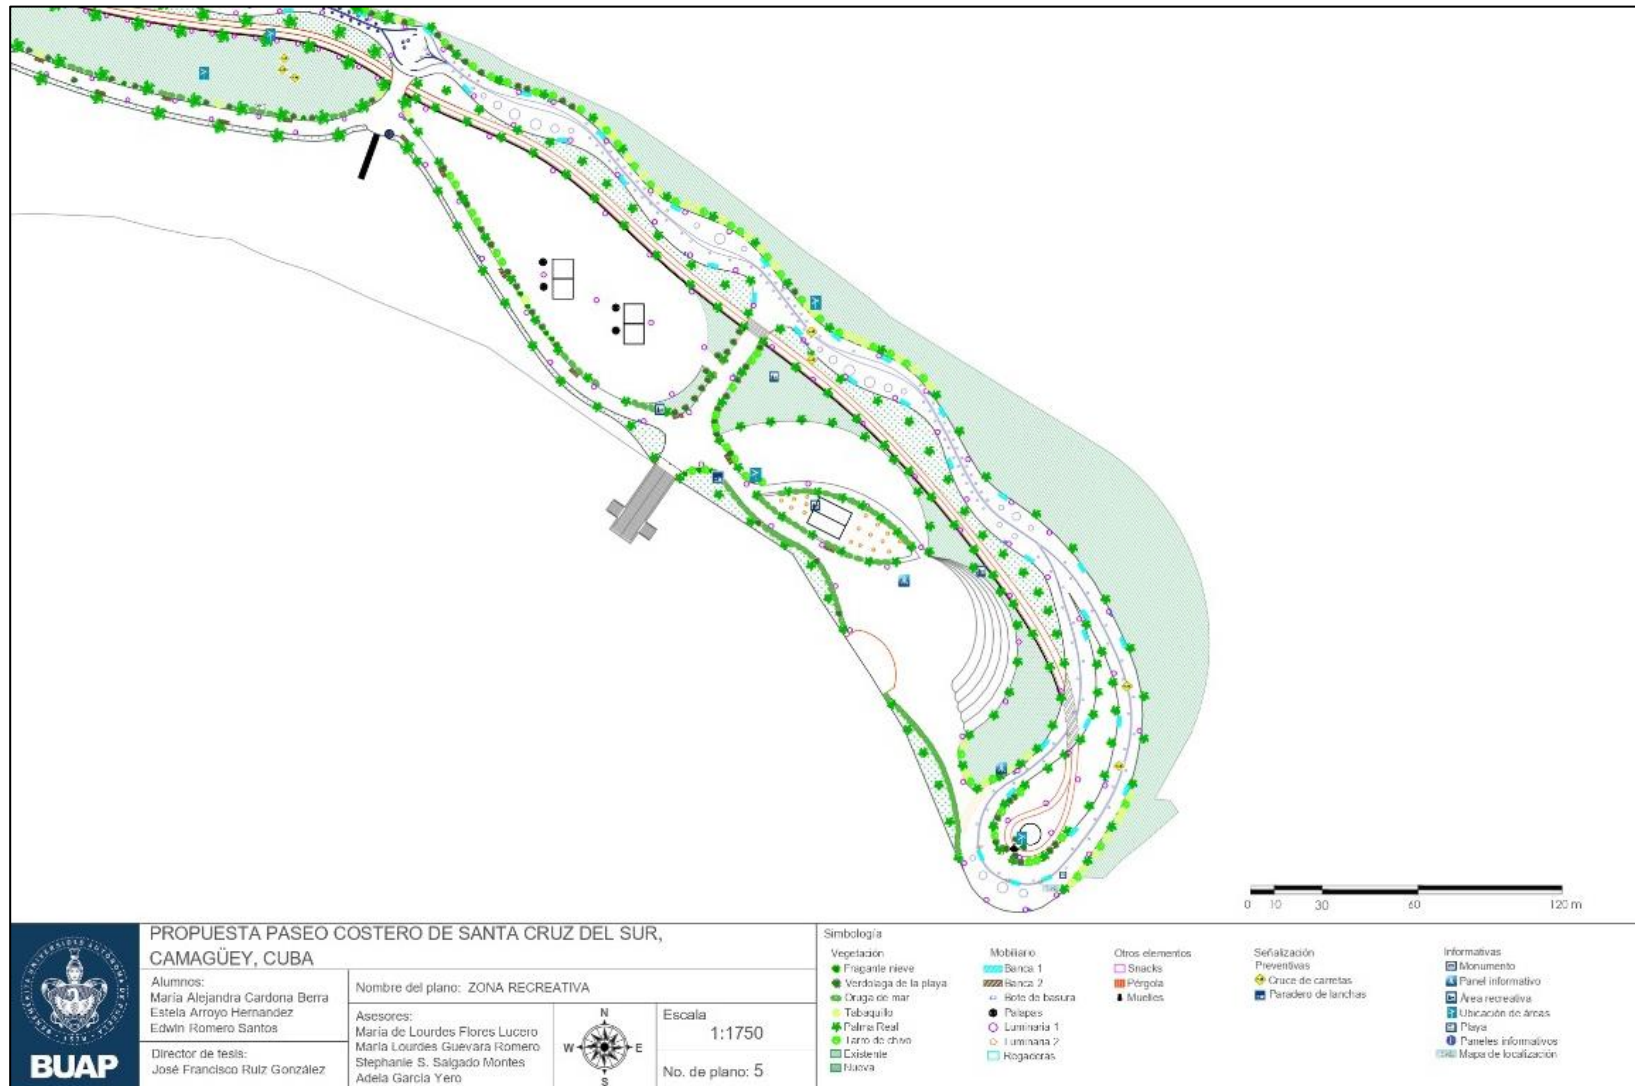 0 10 30 60 120 m
PROPUESTA PASEO COSTERO DE SANTA CRUZ DEL SUR,
CAMAGÜEY, CUBA
Alumnos:
María Alejandra Cardona Berra
Estela Arroyo Hernandez
Edwin Romero Santos
Director de tesis:
José Francisco Ruiz González
Nombre del plano: ZONA RECREATIVA
Asesores:
Maria de Lourdes Flores Lucero
María Lourdes Guevara Romero
Stephanie S. Salgado Montes
Adela García Yero
N
W E
S
Escala
1:1750
No. de plano: 5
BUAP
Simbología
Vegetación
Fragante nieve
Verdolaga de la playa
Oruga de mar
Tabaquillo
Palma Real
Tarro de chivo
Existente
Nueva
Mobiliario
Banca 1
Banca 2
Bote de basura
Palapas
Luminaria 1
Luminaria 2
Regaderas
Otros elementos
Snacks
Pérgola
Muelles
Señalización
Preventivas
Cruce de carretas
Paradero de lanchas
Informativas
Monumento
Panel informativo
Área recreativa
Ubicación de áreas
Playa
Paneles informativos
Mapa de localización